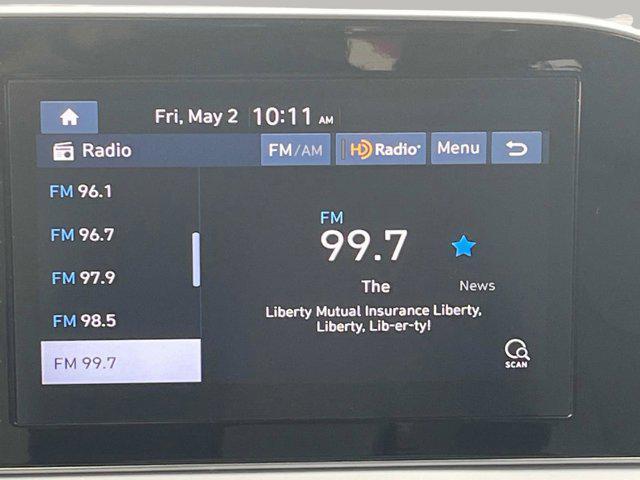 Fri, May 2 10:11 AM
Radio FM/AM HD Radio Menu
FM 96.1
FM 96.7
FM 97.9
FM 98.5
FM 99.7
FM
99.7
The News
Liberty Mutual Insurance Liberty,
Liberty, Lib-er-ty!
SCAN